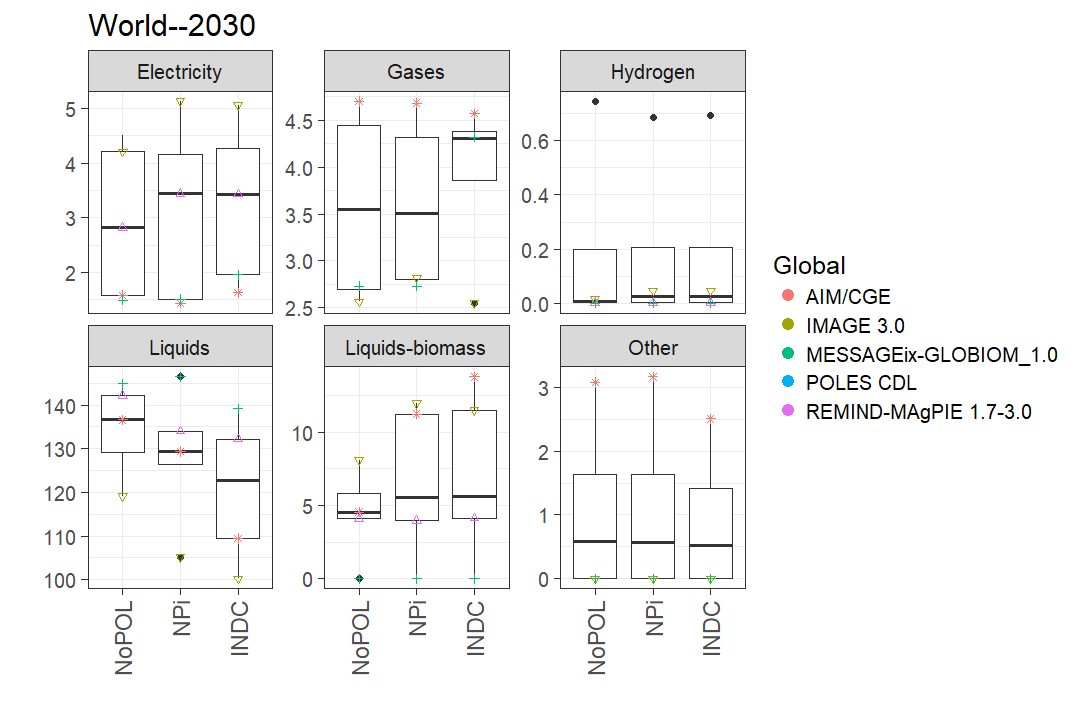 World--2030
Electricity
Gases
Hydrogen
5
4
3
2
4.5
4.0
3.5
3.0
2.5
0.6
0.4
0.2
0.0
Liquids
Liquids-biomass
Other
140
130
120
110
100
10
5
0
3
2
1
0
NoPOL
NPi
INDC
NoPOL
NPi
INDC
NoPOL
NPi
INDC
Global
AIM/CGE
IMAGE 3.0
MESSAGEix-GLOBIOM_1.0
POLES CDL
REMIND-MAgPIE 1.7-3.0